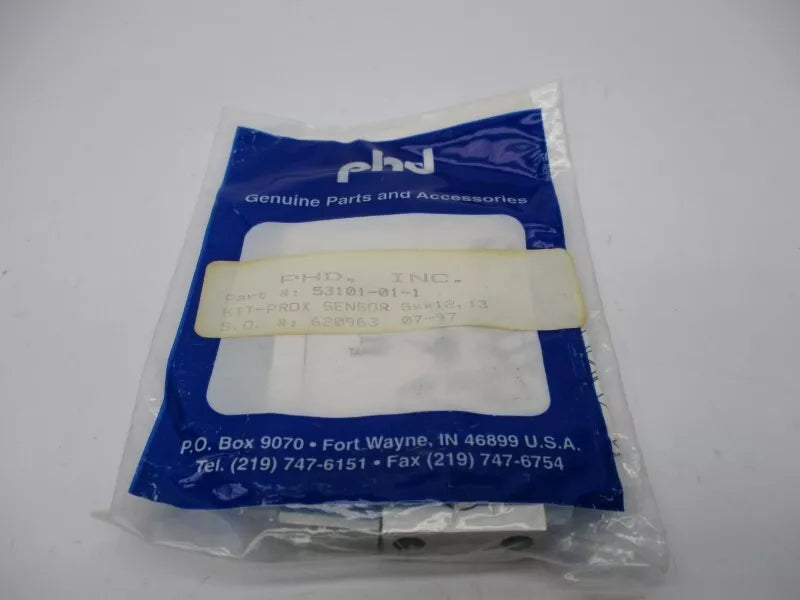 phd
Genuine Parts and Accessories
PHD, INC.
Part #: 53101-01-1
KIT-PROX SENSOR Gxx12,13
S.O. #: 620963 07-97
P.O. Box 9070 • Fort Wayne, IN 46899 U.S.A.
Tel. (219) 747-6151 • Fax (219) 747-6754